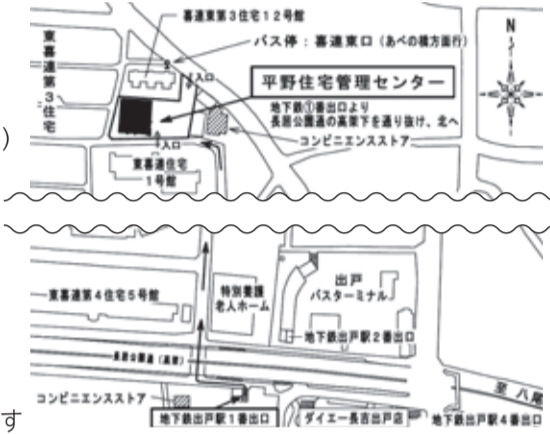 喜連東第3住宅12号館
バス停：喜連東口（あべの橋方面行）
N
東喜連第3住宅
入口
平野住宅管理センター
地下鉄①番出口より
長居公園通の高架下を通り抜け、北へ
コンビニエンスストア
入口
東喜連住宅
1号館
)
東喜連第4住宅5号館
特別養護
老人ホーム
出戸
バスターミナル
地下鉄出戸駅2番出口
長居公園通（高架）
至 八尾
コンビニエンスストア
す
地下鉄出戸駅1番出口
ダイエー長吉出戸店
地下鉄出戸駅4番出口